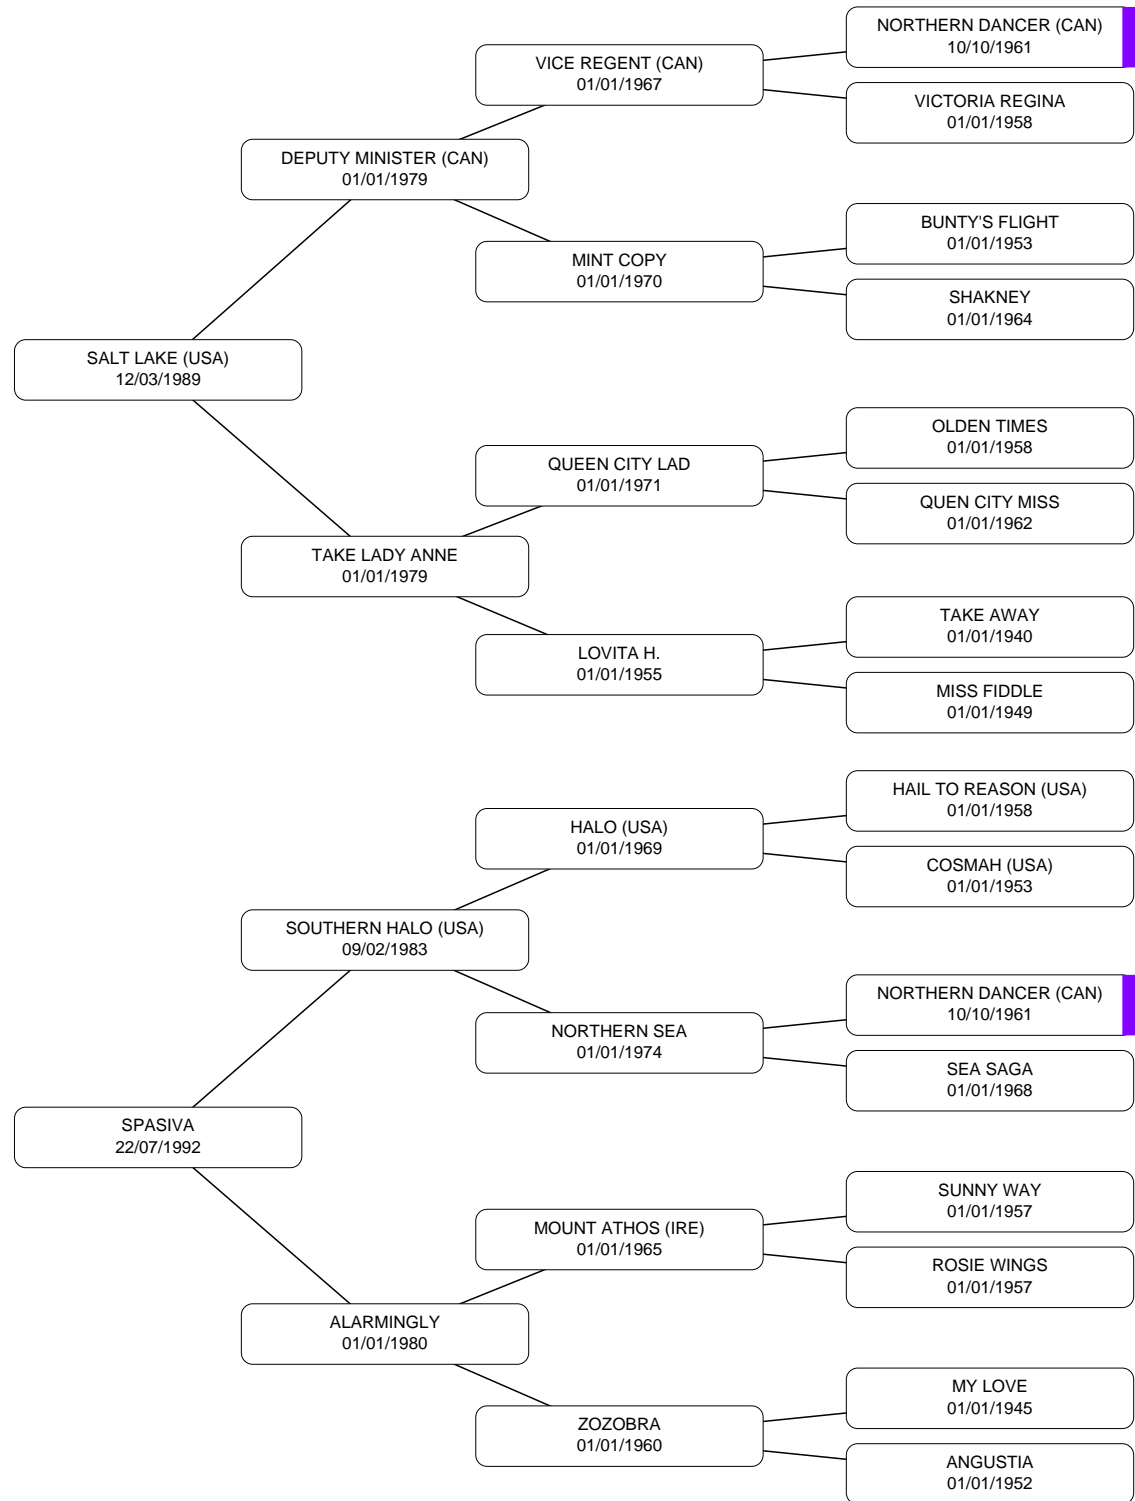 NORTHERN DANCER (CAN)
10/10/1961
VICE REGENT (CAN)
01/01/1967
VICTORIA REGINA
01/01/1958
DEPUTY MINISTER (CAN)
01/01/1979
BUNTY'S FLIGHT
01/01/1953
MINT COPY
01/01/1970
SHAKNEY
01/01/1964
SALT LAKE (USA)
12/03/1989
OLDEN TIMES
01/01/1958
QUEEN CITY LAD
01/01/1971
QUEN CITY MISS
01/01/1962
TAKE LADY ANNE
01/01/1979
TAKE AWAY
01/01/1940
LOVITA H.
01/01/1955
MISS FIDDLE
01/01/1949
HAIL TO REASON (USA)
01/01/1958
HALO (USA)
01/01/1969
COSMAH (USA)
01/01/1953
SOUTHERN HALO (USA)
09/02/1983
NORTHERN DANCER (CAN)
10/10/1961
NORTHERN SEA
01/01/1974
SEA SAGA
01/01/1968
SPASIVA
22/07/1992
SUNNY WAY
01/01/1957
MOUNT ATHOS (IRE)
01/01/1965
ROSIE WINGS
01/01/1957
ALARMINGLY
01/01/1980
MY LOVE
01/01/1945
ZOZOBRA
01/01/1960
ANGUSTIA
01/01/1952